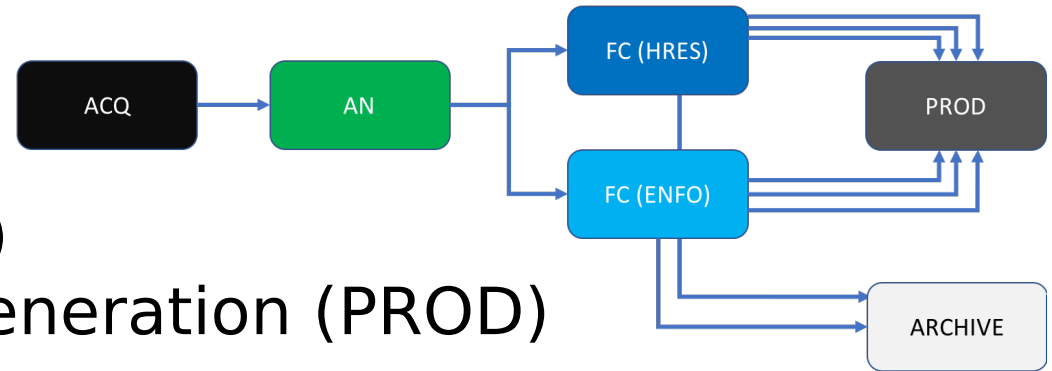 FC (HRES)
ACQ
AN
PROD
FC (ENFO)
)
eneration (PROD)
ARCHIVE